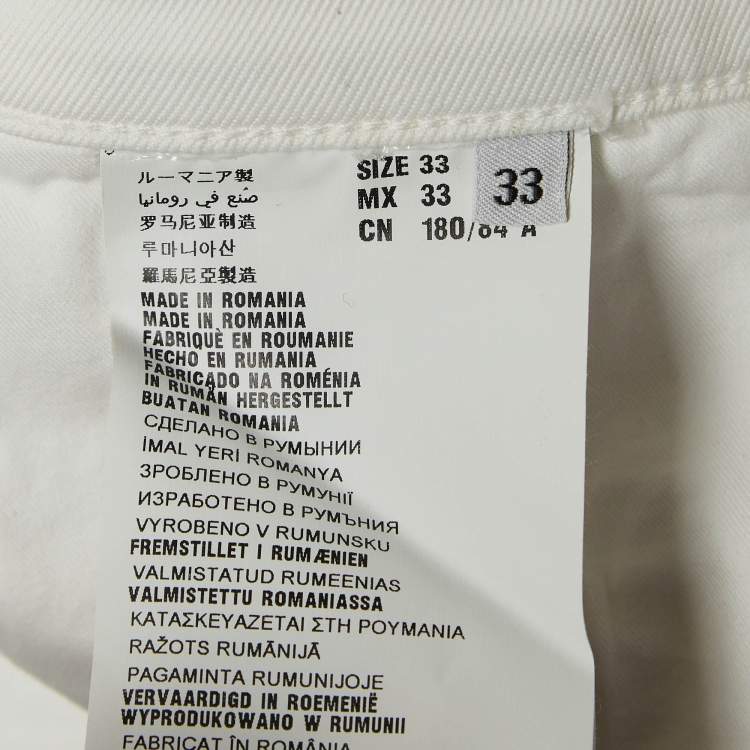 ルーマニア製
صُنع في رومانيا
罗马尼亚制造
루마니아산
羅馬尼亞製造
MADE IN ROMANIA
MADE IN ROMANIA
FABRIQUÈ EN ROUMANIE
HECHO EN RUMANIA
FABRICADO NA ROMÉNIA
IN RUMÄN HERGESTELLT
BUATAN ROMANIA
СДЕЛАНО В РУМЫНИИ
İMAL YERİ ROMANYA
ЗРОБЛЕНО В РУМУНІЇ
ИЗРАБОТЕНО В РУМЪНИЯ
VYROBENO V RUMUNSKU
FREMSTILLET I RUMÆNIEN
VALMISTATUD RUMEENIAS
VALMISTETTU ROMANIASSA
ΚΑΤΑΣΚΕΥΑΖΕΤΑΙ ΣΤΗ ΡΟΥΜΑΝΙΑ
RAŽOTS RUMĀNIJĀ
PAGAMINTA RUMUNIJOJE
VERVAARDIGD IN ROEMENIË
WYPRODUKOWANO W RUMUNII
FABRICAT ÎN ROMÂNIA
SIZE 33
MX 33
CN 180/84 A
33